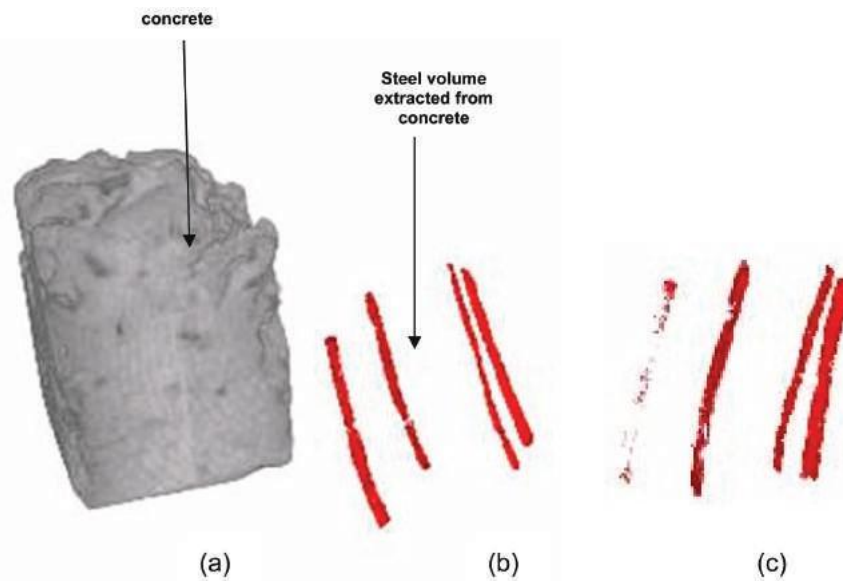 concrete
Steel volume
extracted from
concrete
(a)
(b)
(c)